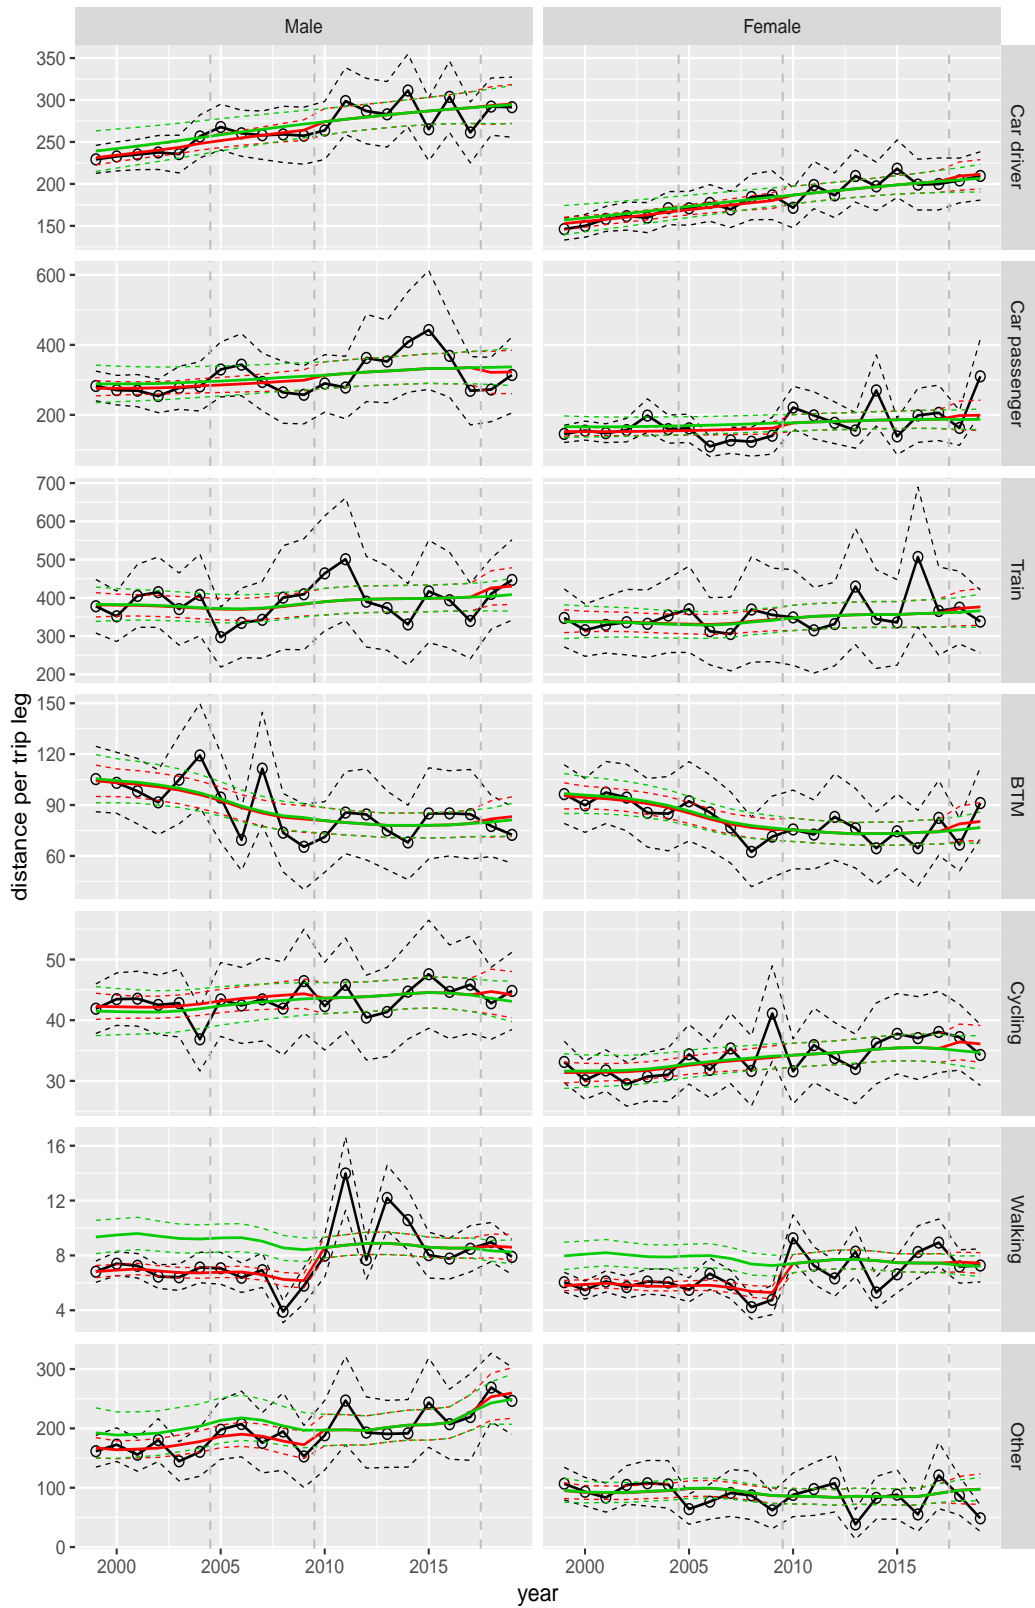 Male Female
350
300
250
200
150
Car driver
600
400
200
Car passenger
700
600
500
400
300
200
Train
150
120
90
60
BTM
50
40
30
Cycling
16
12
8
4
Walking
300
200
100
0
Other
distance per trip leg
2000 2005 2010 2015 2000 2005 2010 2015
year